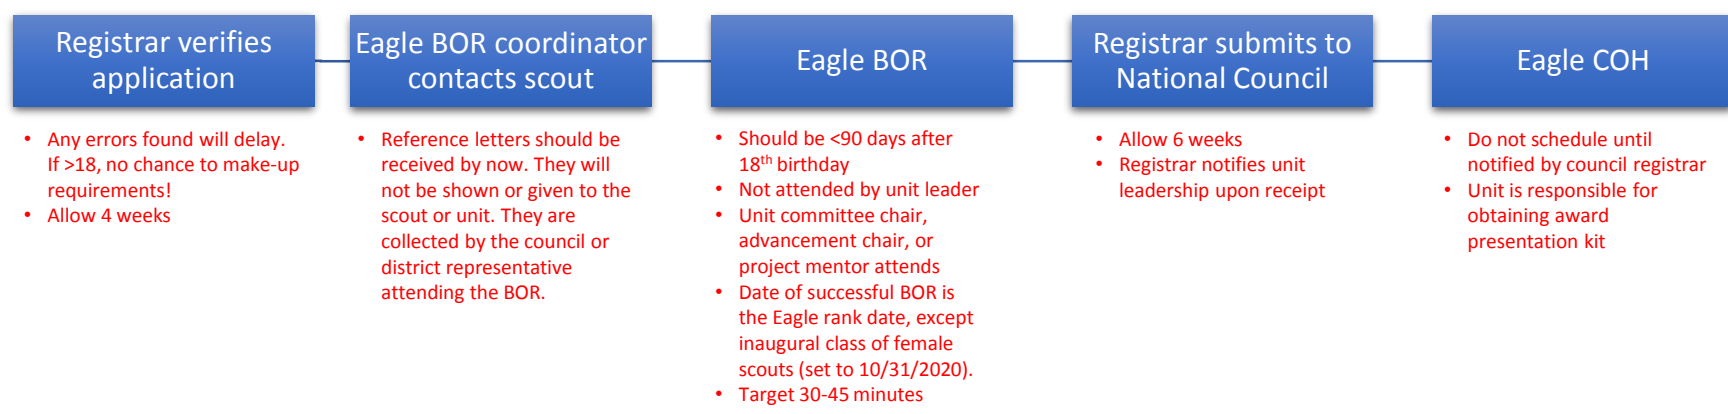 Registrar verifies
application
• Any errors found will delay.
If >18, no chance to make-up
requirements!
• Allow 4 weeks
Eagle BOR coordinator
contacts scout
• Reference letters should be
received by now. They will
not be shown or given to the
scout or unit. They are
collected by the council or
district representative
attending the BOR.
Eagle BOR
• Should be <90 days after
18th birthday
• Not attended by unit leader
• Unit committee chair,
advancement chair, or
project mentor attends
• Date of successful BOR is
the Eagle rank date, except
inaugural class of female
scouts (set to 10/31/2020).
• Target 30-45 minutes
Registrar submits to
National Council
• Allow 6 weeks
• Registrar notifies unit
leadership upon receipt
Eagle COH
• Do not schedule until
notified by council registrar
• Unit is responsible for
obtaining award
presentation kit